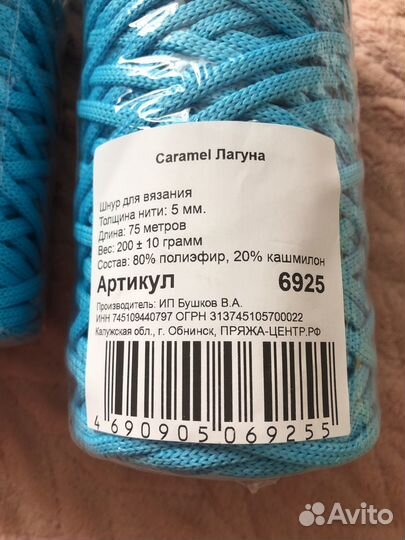 Caramel Лагуна
Шнур для вязания
Толщина нити: 5 мм.
Длина: 75 метров
Вес: 200 ± 10 грамм
Состав: 80% полиэфир, 20% кашмилон
Артикул 6925
Производитель: ИП Бушков В.А.
ИНН 745109440797 ОГРН 313745105700022
Калужская обл., г. Обнинск, ПРЯЖА-ЦЕНТР.РФ
4 690905 069255
Avito